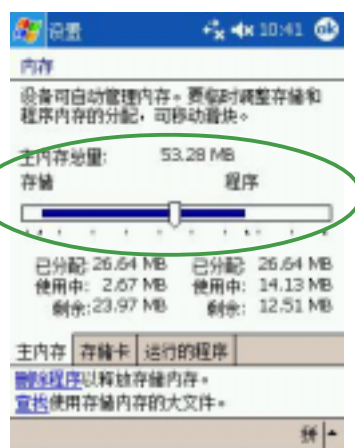 设置 10:41 ok
内存
设备可自动管理内存。要临时调整存储和
程序内存的分配，可移动滑块。
主内存总量: 53.28 MB
存储 程序
已分配: 26.64 MB 已分配: 26.64 MB
使用中: 2.67 MB 使用中: 14.13 MB
剩余: 23.97 MB 剩余: 12.51 MB
主内存 存储卡 运行的程序
删除程序以释放存储内存。
查找使用存储内存的大文件。
拼